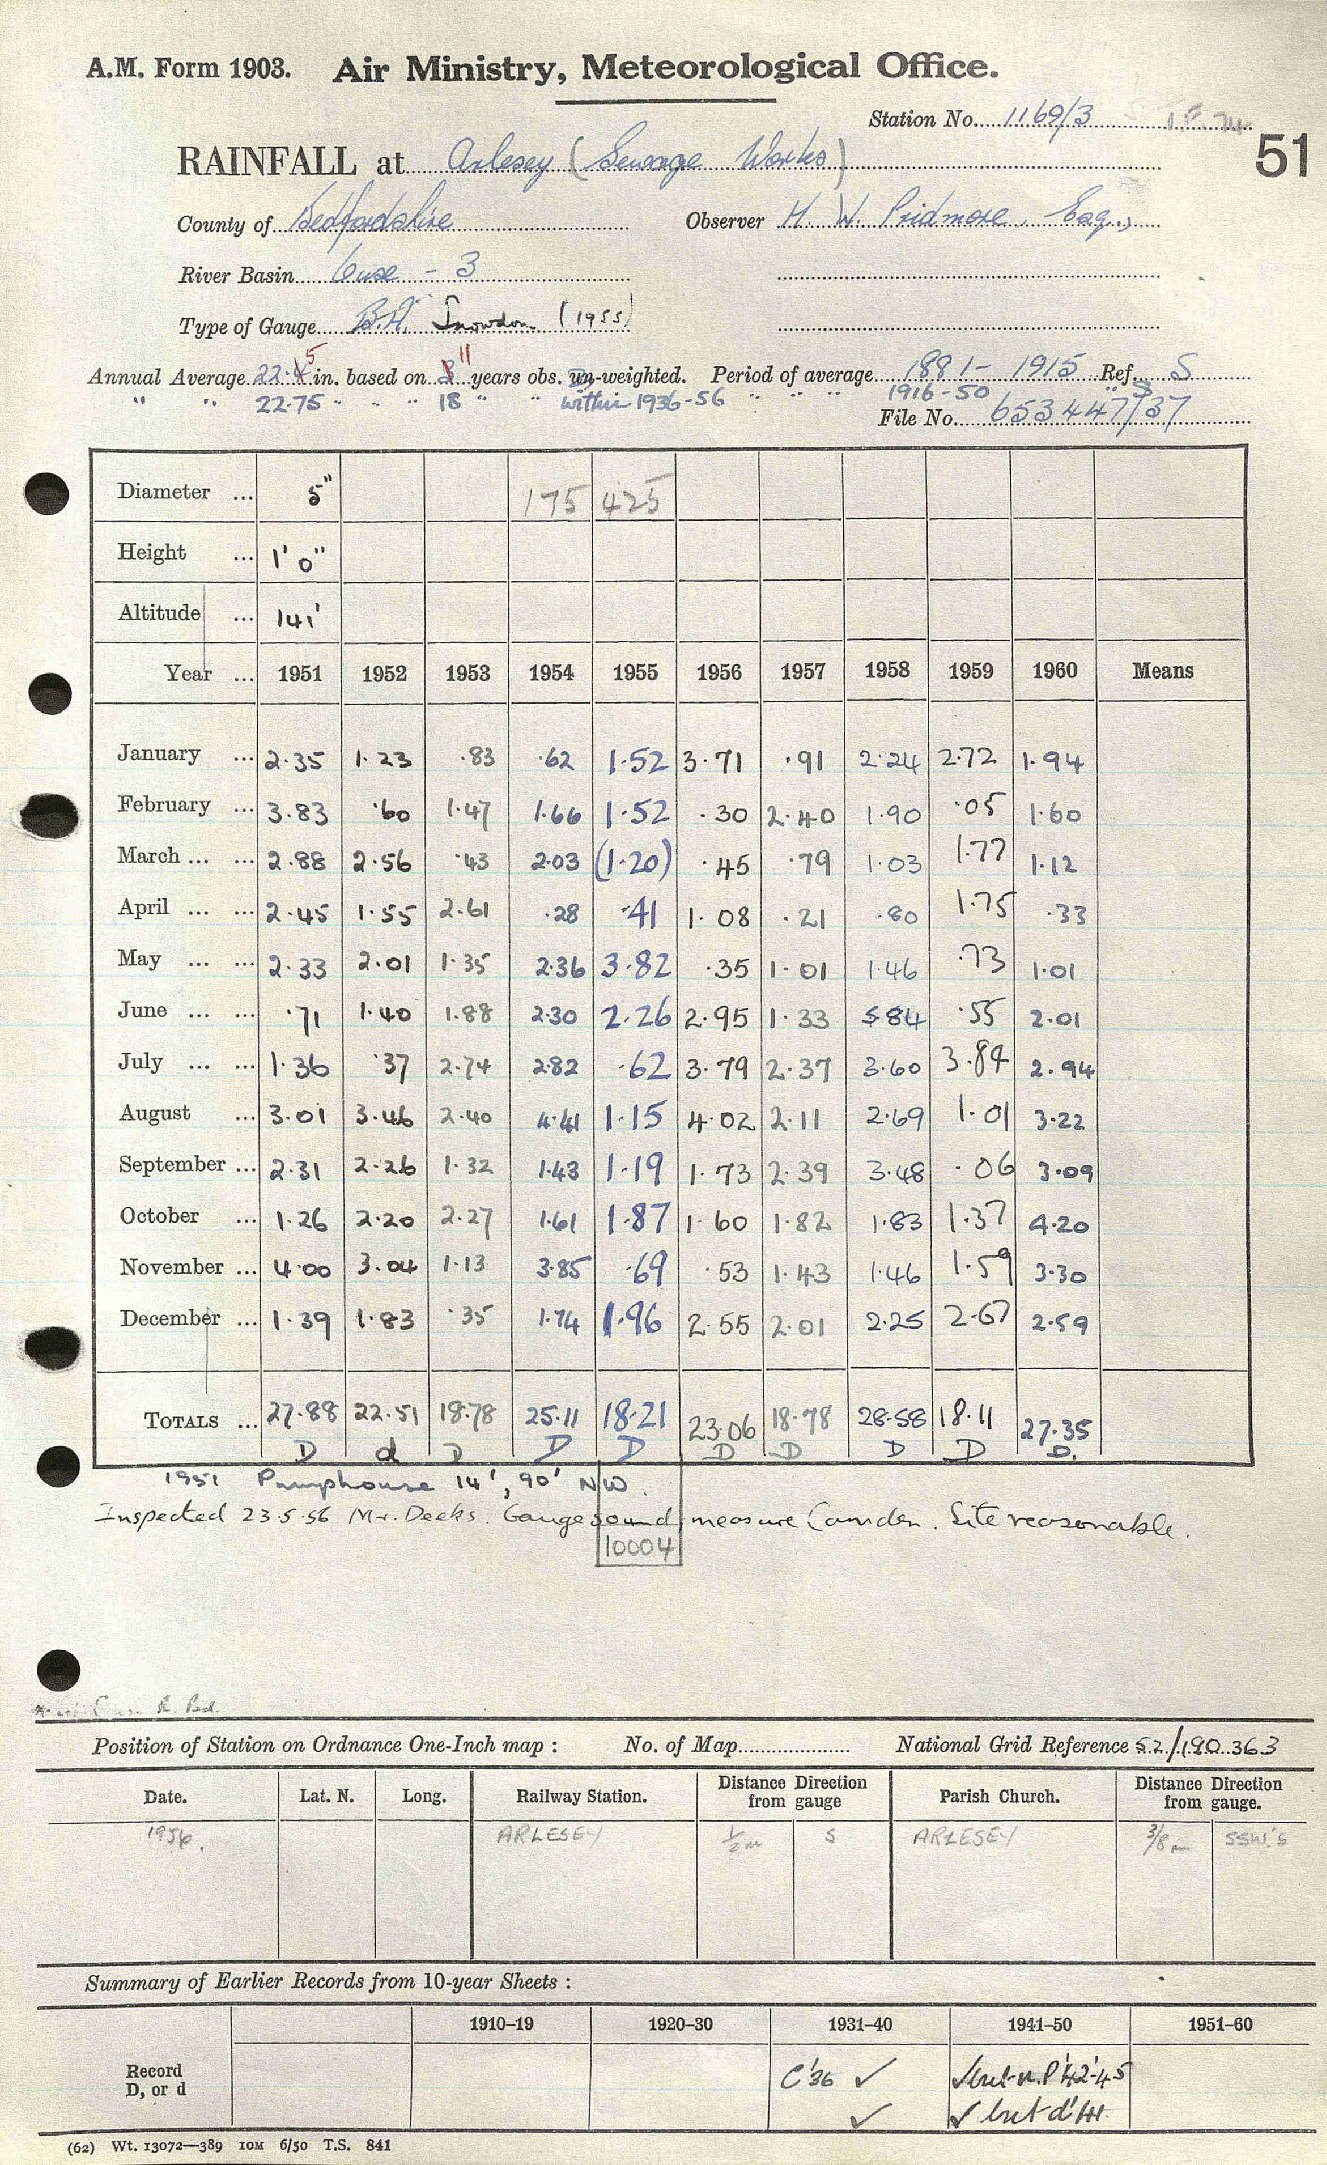 A.M. Form 1903. Air Ministry, Meteorological Office.
Station No. 1169/3
51
RAINFALL at Arlesey (Sewage Works)
County of Bedfordshire Observer H. W. Pridmore, Esq.,
River Basin Ouse - 3
Type of Gauge B.H. Snowdon (1955)
Annual Average 22.45 in. based on 11 years obs. un-weighted. Period of average 1881 - 1915 Ref. S
" " 22.75 " " " 18 " " within 1936-56 " " " 1916-50 " S
File No. 653447/37
Diameter ... 5" 175 425
Height ... 1' 0"
Altitude ... 141'
Year ... 1951 1952 1953 1954 1955 1956 1957 1958 1959 1960 Means
January ... 2.35 1.23 .83 .62 1.52 3.71 .91 2.24 2.72 1.94
February ... 3.83 .60 1.47 1.66 1.52 .30 2.40 1.90 .05 1.60
March ... ... 2.88 2.56 .43 2.03 (1.20) .45 .79 1.03 1.77 1.12
April ... ... 2.45 1.55 2.61 .28 .41 1.08 .21 .80 1.75 .33
May ... ... 2.33 2.01 1.35 2.36 3.82 .35 1.01 1.46 .73 1.01
June ... ... .71 1.40 1.88 2.30 2.26 2.95 1.33 5.84 .55 2.01
July ... ... 1.36 .37 2.74 2.82 .62 3.79 2.37 3.60 3.84 2.94
August ... 3.01 3.46 2.40 4.41 1.15 4.02 2.11 2.69 1.01 3.22
September ... 2.31 2.26 1.32 1.43 1.19 1.73 2.39 3.48 .06 3.09
October ... 1.26 2.20 2.27 1.61 1.87 1.60 1.82 1.83 1.37 4.20
November ... 4.00 3.04 1.13 3.85 .69 .53 1.43 1.46 1.59 3.30
December ... 1.39 1.83 .35 1.74 1.96 2.55 2.01 2.25 2.67 2.59
TOTALS ... 27.88 22.51 18.78 25.11 18.21 23.06 18.78 28.58 18.11 27.35
D d D D D D D D D D.
1951 Pumphouse 14', 90' NW.
Inspected 23.5.56 Mr. Deeks. Gauge sound, measure Camden. Site reasonable.
10004
Position of Station on Ordnance One-Inch map : No. of Map National Grid Reference 52/190.363
Date. Lat. N. Long. Railway Station. Distance Direction from gauge Parish Church. Distance Direction from gauge.
1956. ARLESEY 1/2 m S ARLESEY 3/8 m SSW'S
Summary of Earlier Records from 10-year Sheets :
1910–19 1920–30 1931–40 1941–50 1951–60
Record D, or d C'36 ✓ ✓ but n.P '42-45
✓ ✓ but d '41.
(62) Wt. 13072—389 10M 6/50 T.S. 841